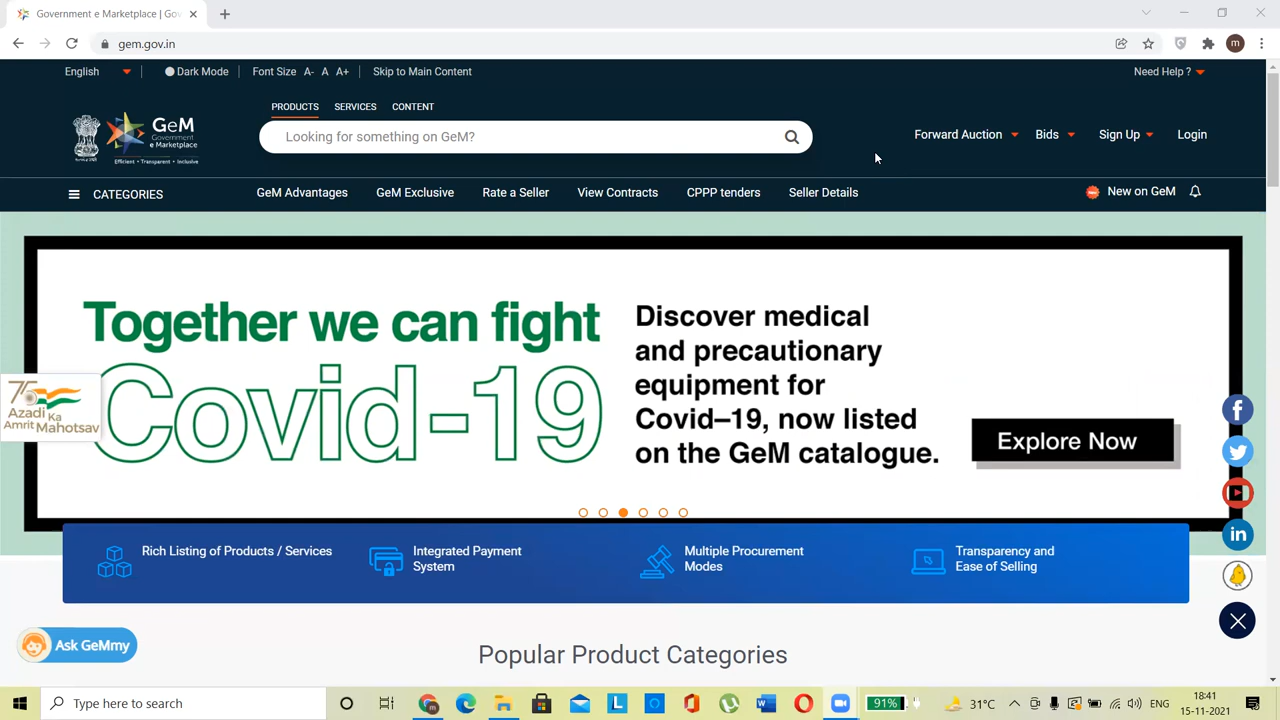 Government e Marketplace | Gov
gem.gov.in
m
English
Dark Mode
Font Size A- A A+
Skip to Main Content
Need Help ?
PRODUCTS SERVICES CONTENT
GeM
Government
e Marketplace
Efficient • Transparent • Inclusive
Looking for something on GeM?
Forward Auction
Bids
Sign Up
Login
CATEGORIES
GeM Advantages
GeM Exclusive
Rate a Seller
View Contracts
CPPP tenders
Seller Details
New on GeM
Together we can fight
Covid-19
Discover medical
and precautionary
equipment for
Covid–19, now listed
on the GeM catalogue.
Explore Now
75
Azadi
Ka
Amrit
Mahotsav
f
in
Rich Listing of Products / Services
Integrated Payment
System
Multiple Procurement
Modes
Transparency and
Ease of Selling
Ask GeMmy
Popular Product Categories
Type here to search
91%
31°C
ENG
18:41
15-11-2021